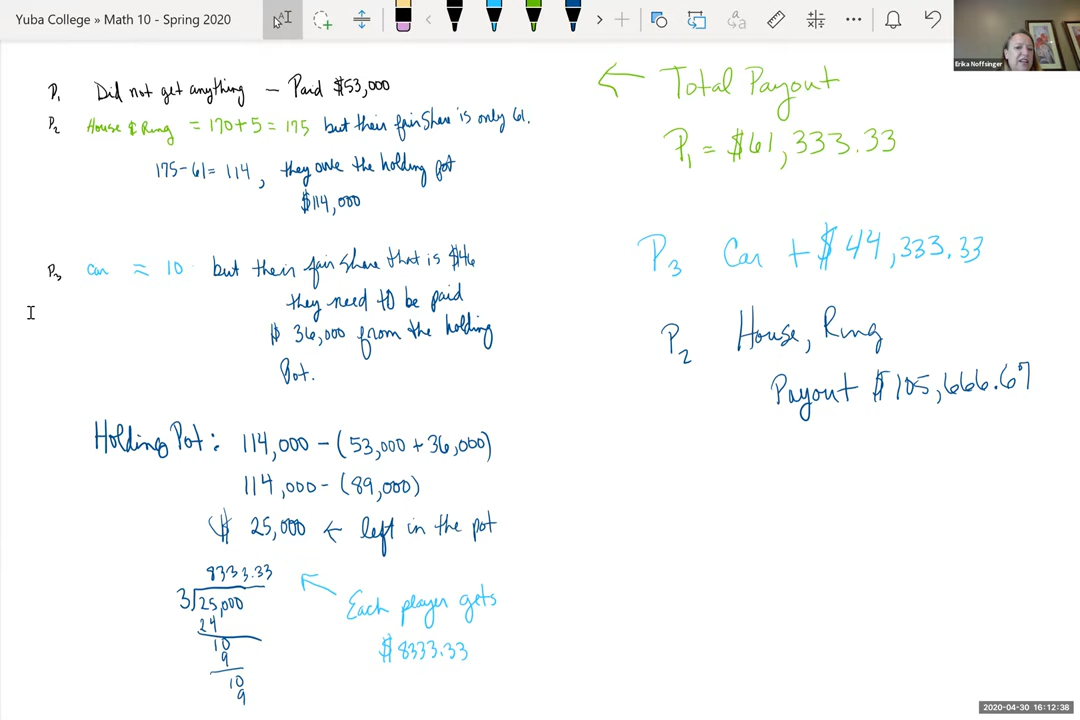 Yuba College > Math 10 - Spring 2020
Erika Noffsinger
P1 Did not get anything - Paid $53,000
P2 House & Ring = 170+5 = 175 but their fair share is only 61.
175-61= 114, they owe the holding pot
$114,000
P3 Car ≈ 10 but their fair share that is $46
they need to be paid
$ 36,000 from the holding
Pot.
Holding Pot: 114,000 - (53,000 + 36,000)
114,000 - (89,000)
$ 25,000 ← left in the pot
8333.33
3 25,000
24
10
9
10
9
Each player gets
$8333.33
← Total Payout
P1 = $61,333.33
P3 Car + $44,333.33
P2 House, Ring
Payout $105,666.67
2020-04-30 16:12:38